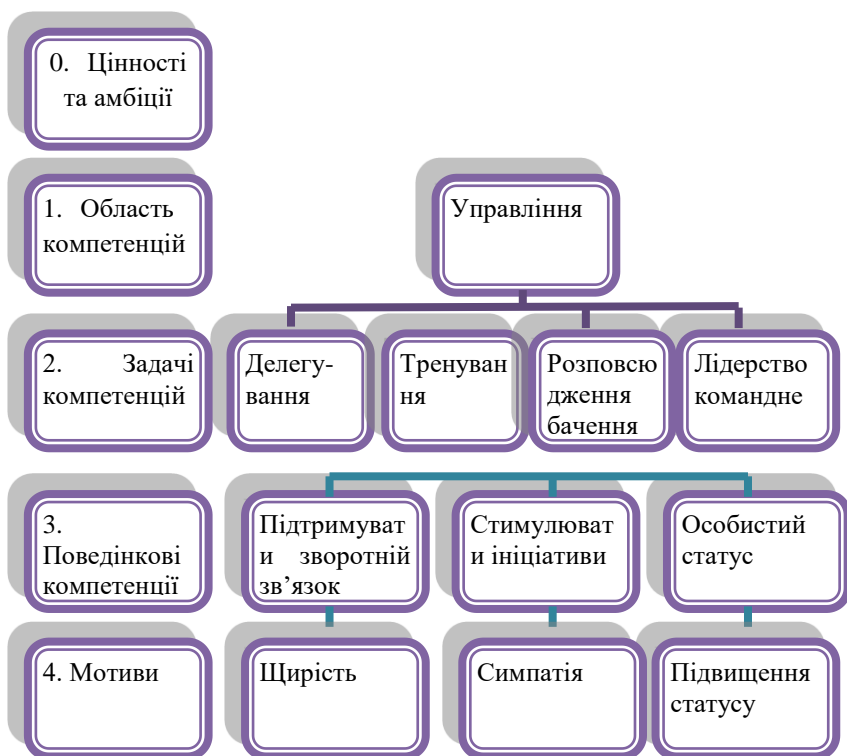 0. Цінності
та амбіції
1. Область
компетенцій
Управління
2. Задачі
компетенцій
Делегу-
вання
Тренуван
ня
Розповсю
дження
бачення
Лідерство
командне
3.
Поведінкові
компетенції
Підтримуват
и зворотній
зв’язок
Стимулюват
и ініціативи
Особистий
статус
4. Мотиви
Щирість
Симпатія
Підвищення
статусу